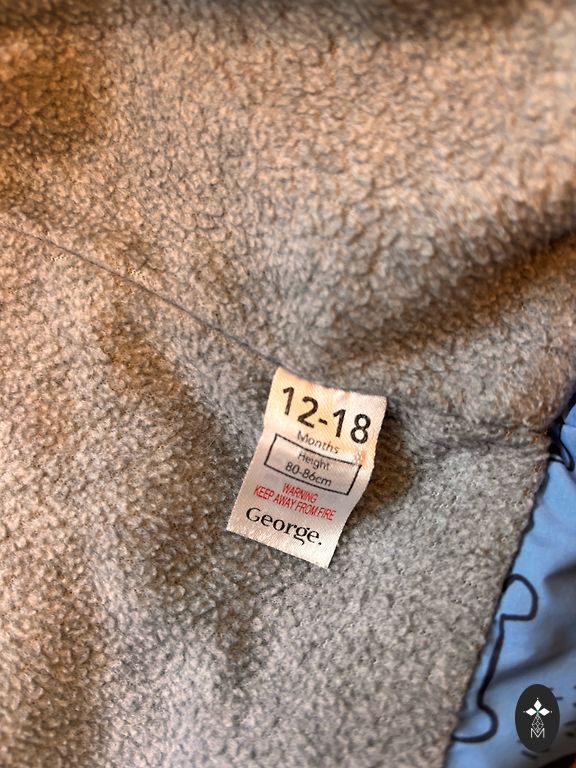 12-18
Months
Height
80-86cm
WARNING
KEEP AWAY FROM FIRE
George.
M